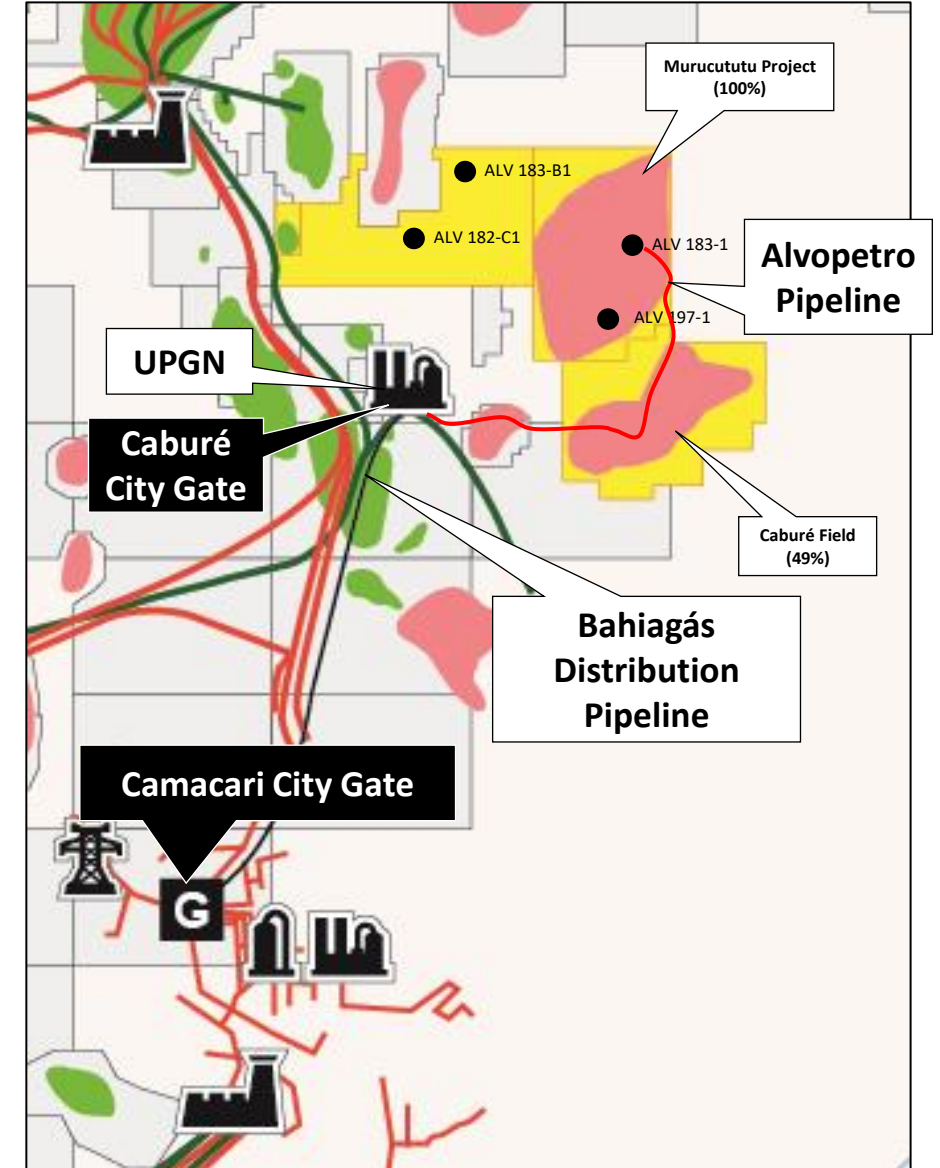 Murucututu Project
(100%)
ALV 183-B1
ALV 182-C1
ALV 183-1
Alvopetro
Pipeline
ALV 197-1
UPGN
Caburé
City Gate
Caburé Field
(49%)
Bahiagás
Distribution
Pipeline
Camacari City Gate
G